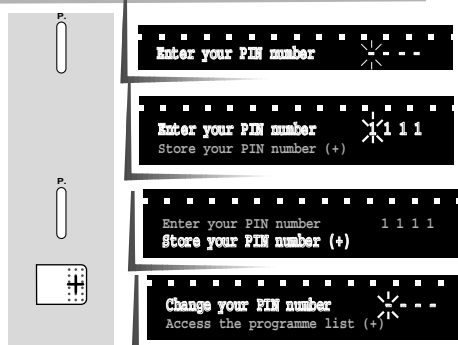 P.
Enter your PIN number - - - -
Enter your PIN number 1 1 1 1
Store your PIN number (+)
P.
Enter your PIN number 1 1 1 1
Store your PIN number (+)
+
Change your PIN number - - - -
Access the programme list (+)